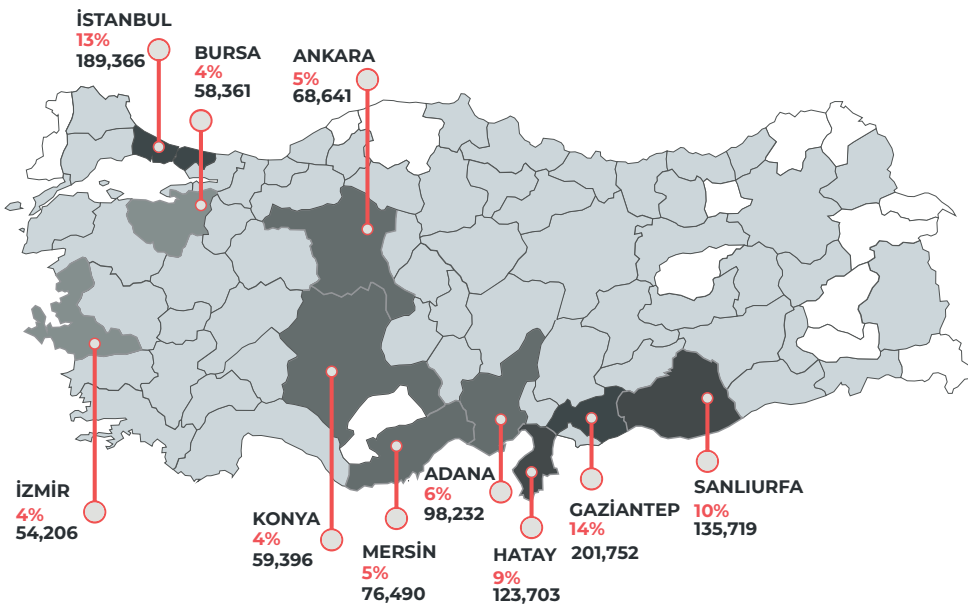 İSTANBUL
13%
189,366
BURSA
4%
58,361
ANKARA
5%
68,641
İZMİR
4%
54,206
KONYA
4%
59,396
MERSİN
5%
76,490
ADANA
6%
98,232
HATAY
9%
123,703
GAZİANTEP
14%
201,752
SANLIURFA
10%
135,719